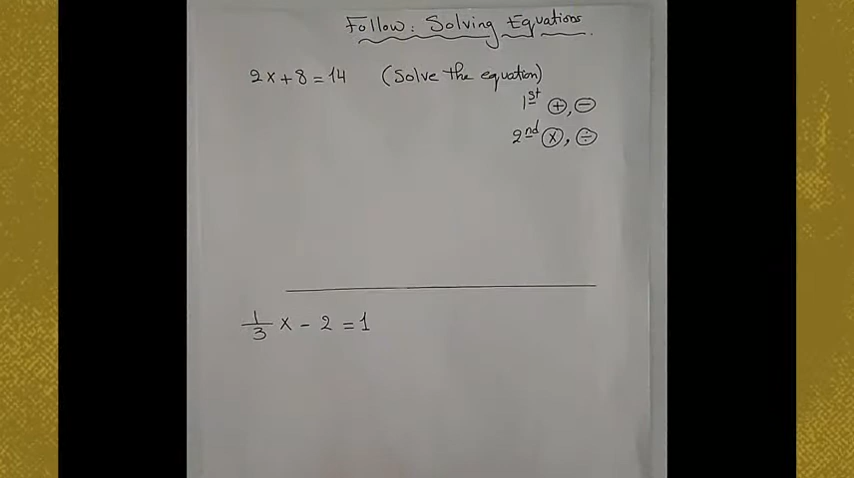 Follow: Solving Equations.
2x+8=14 (Solve the equation)
1st ⊕, ⊖
2nd ⊗, ÷
1/3 x - 2 = 1